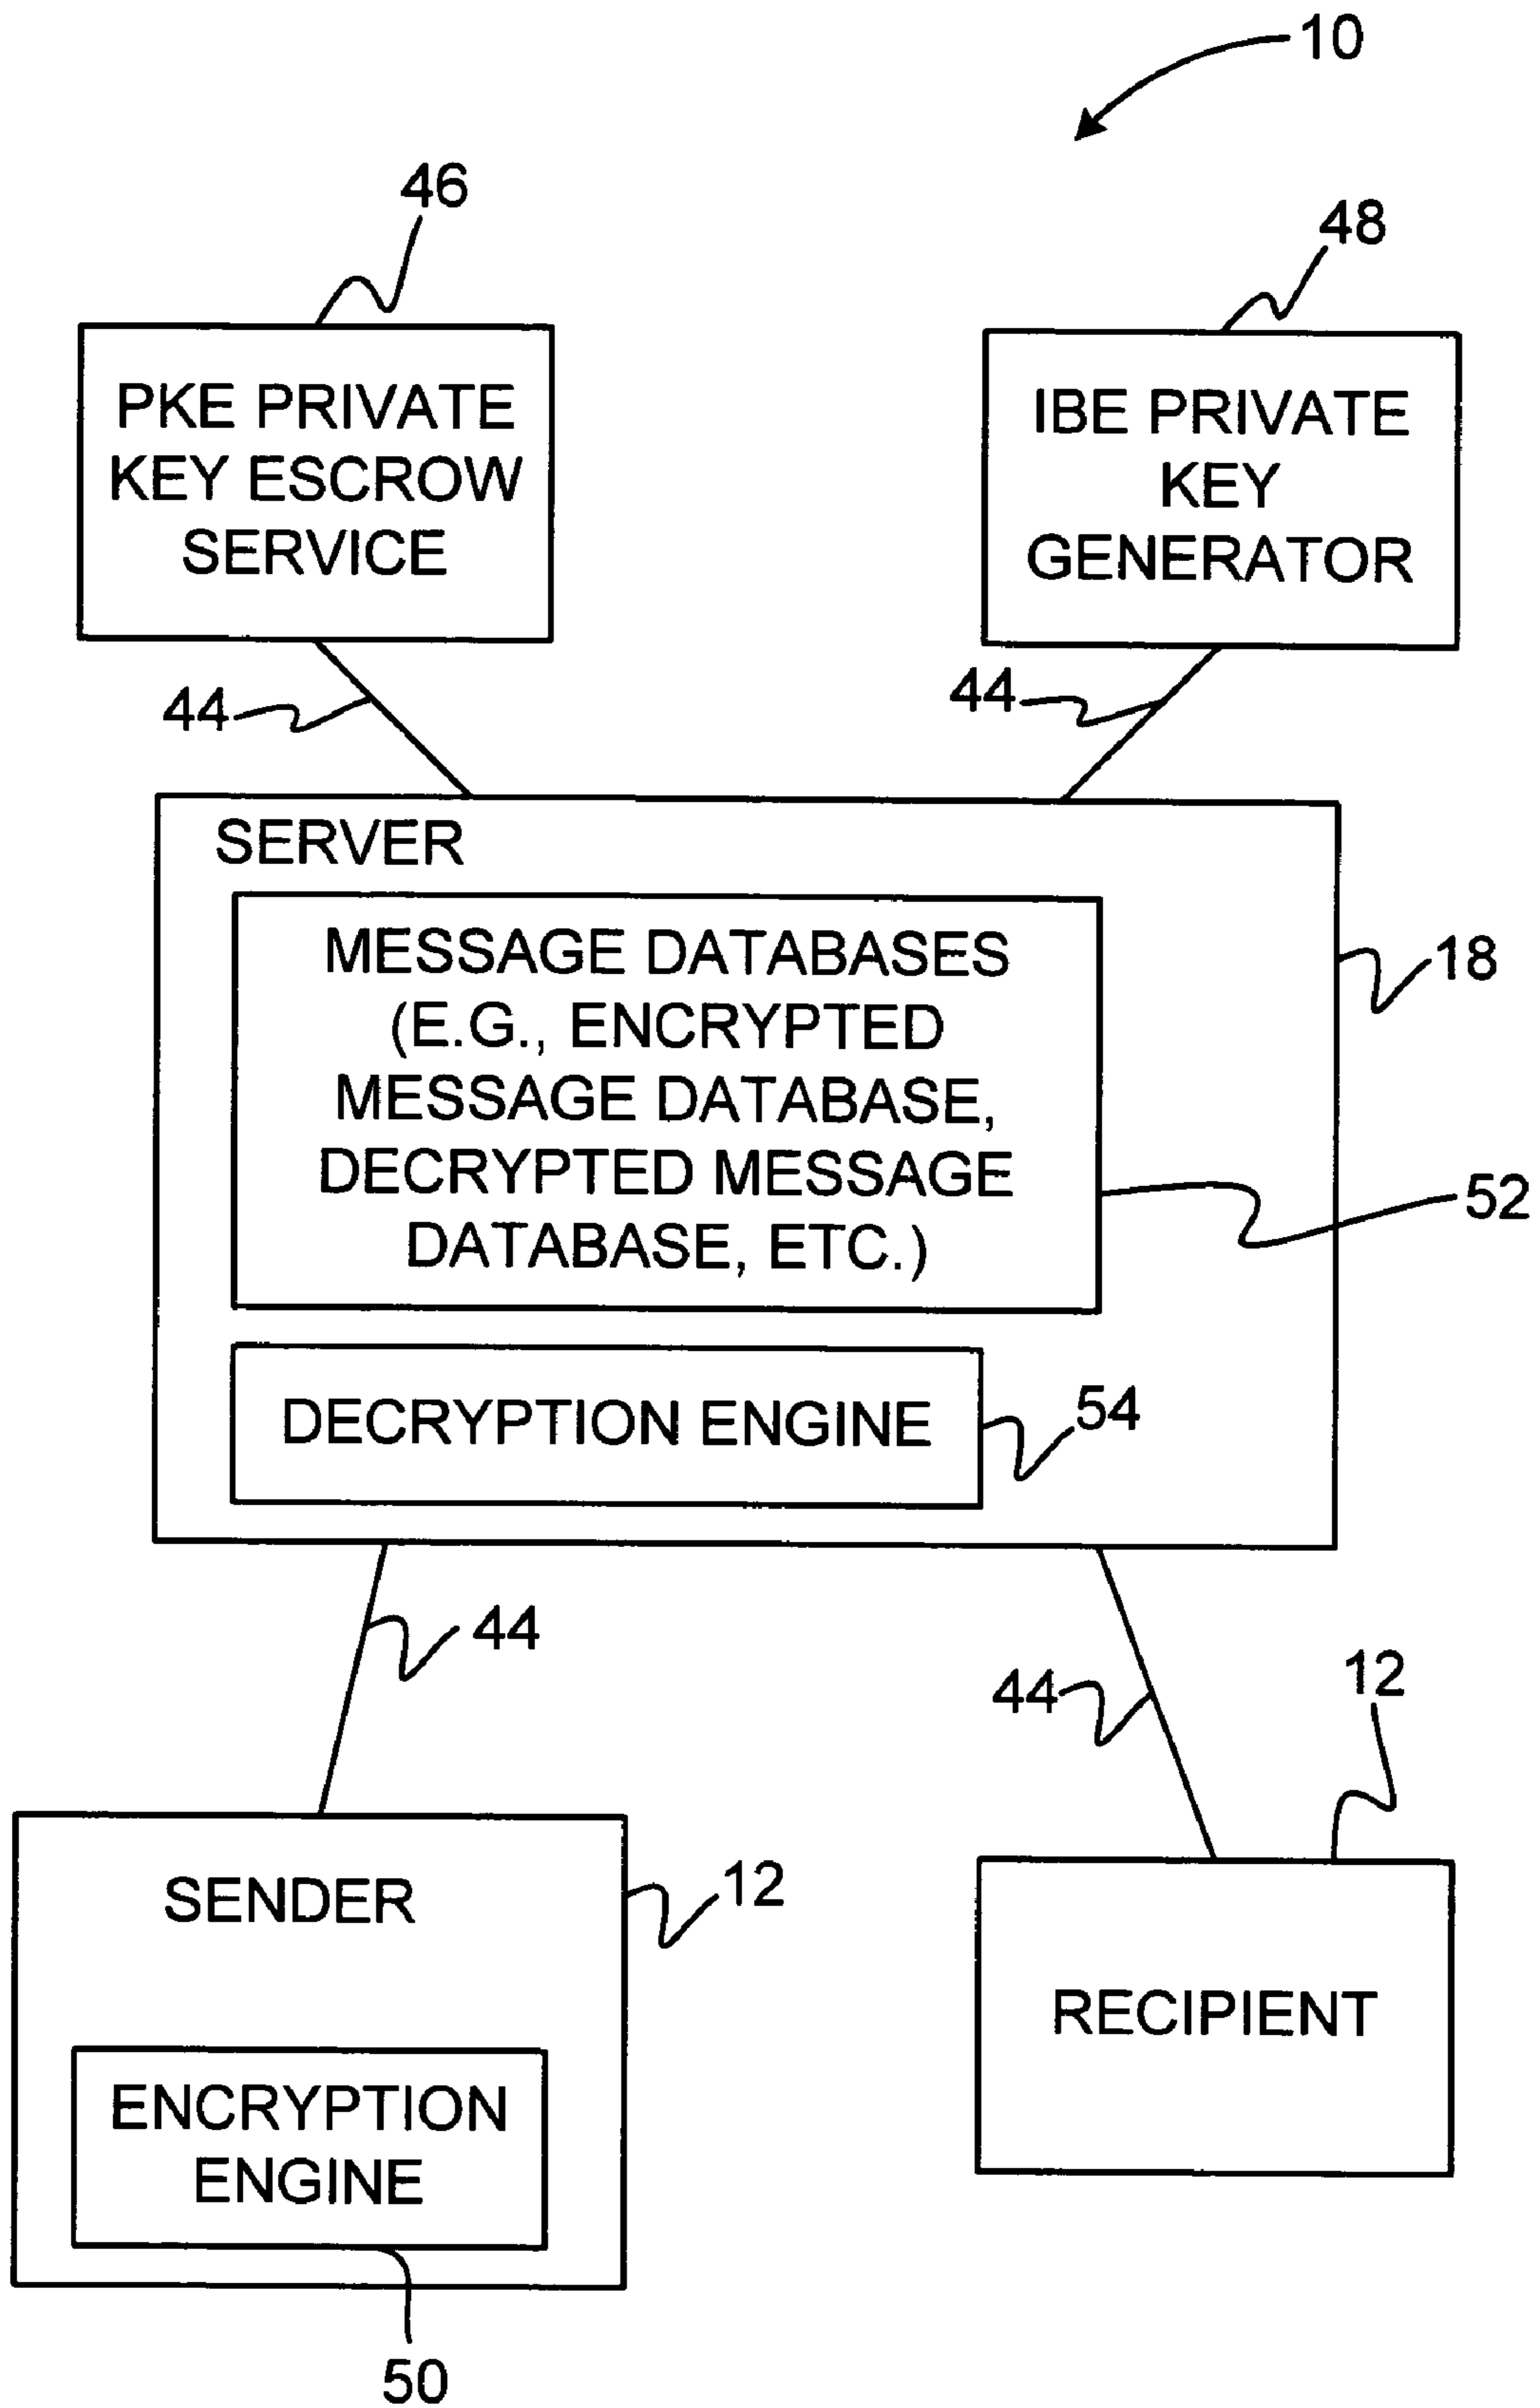 10
46
48
PKE PRIVATE
KEY ESCROW
SERVICE
IBE PRIVATE
KEY
GENERATOR
44
44
SERVER
MESSAGE DATABASES
(E.G., ENCRYPTED
MESSAGE DATABASE,
DECRYPTED MESSAGE
DATABASE, ETC.)
18
52
DECRYPTION ENGINE
54
44
44
12
SENDER
12
RECIPIENT
ENCRYPTION
ENGINE
50